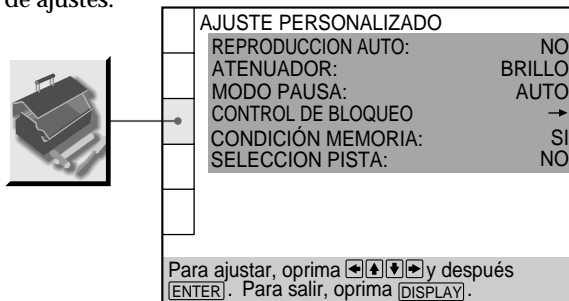 de ajustes.
AJUSTE PERSONALIZADO
REPRODUCCION AUTO: NO
ATENUADOR: BRILLO
MODO PAUSA: AUTO
CONTROL DE BLOQUEO →
CONDICIÓN MEMORIA: SI
SELECCION PISTA: NO
Para ajustar, oprima ←↑↓→ y después
ENTER. Para salir, oprima DISPLAY.